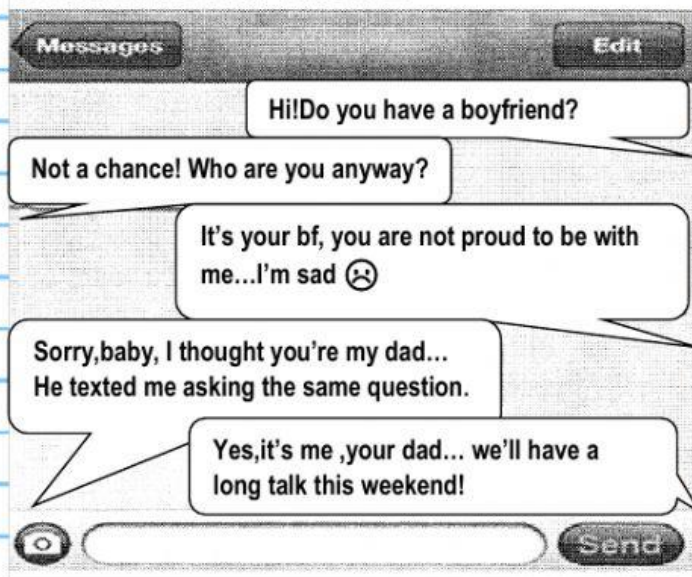 Messages
Edit
Hi!Do you have a boyfriend?
Not a chance! Who are you anyway?
It's your bf, you are not proud to be with
me...I'm sad ☹
Sorry,baby, I thought you're my dad...
He texted me asking the same question.
Yes,it's me ,your dad... we'll have a
long talk this weekend!
Send